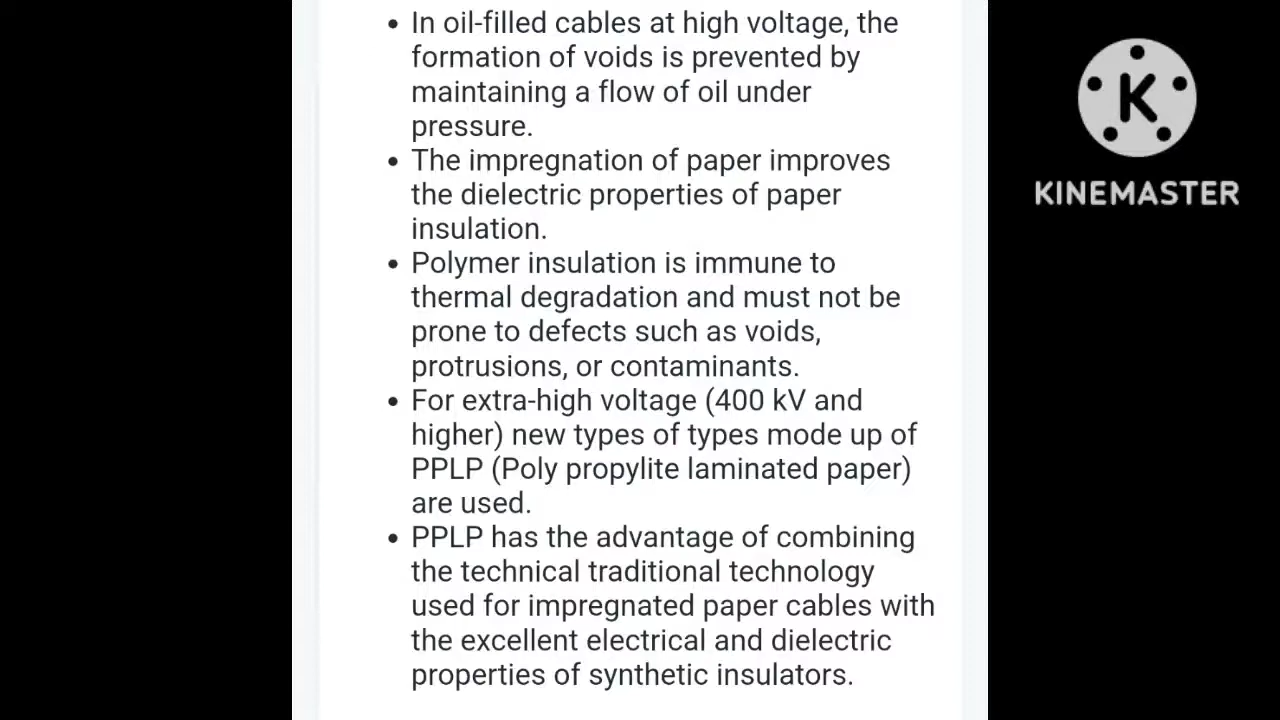 • In oil-filled cables at high voltage, the
formation of voids is prevented by
maintaining a flow of oil under
pressure.
• The impregnation of paper improves
the dielectric properties of paper
insulation.
• Polymer insulation is immune to
thermal degradation and must not be
prone to defects such as voids,
protrusions, or contaminants.
• For extra-high voltage (400 kV and
higher) new types of types mode up of
PPLP (Poly propylite laminated paper)
are used.
• PPLP has the advantage of combining
the technical traditional technology
used for impregnated paper cables with
the excellent electrical and dielectric
properties of synthetic insulators.
K
KINEMASTER